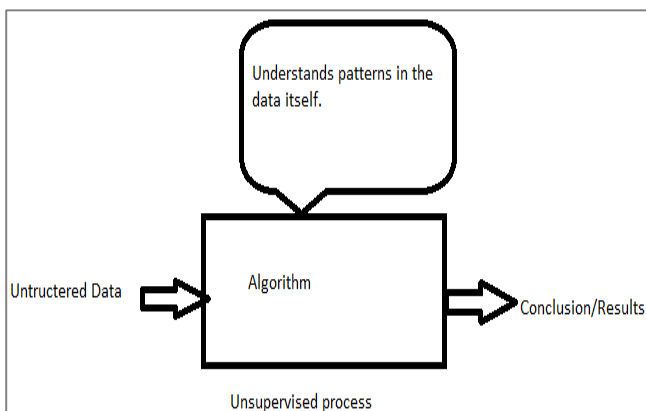 Understands patterns in the
data itself.
Untructered Data
Algorithm
Conclusion/Results
Unsupervised process